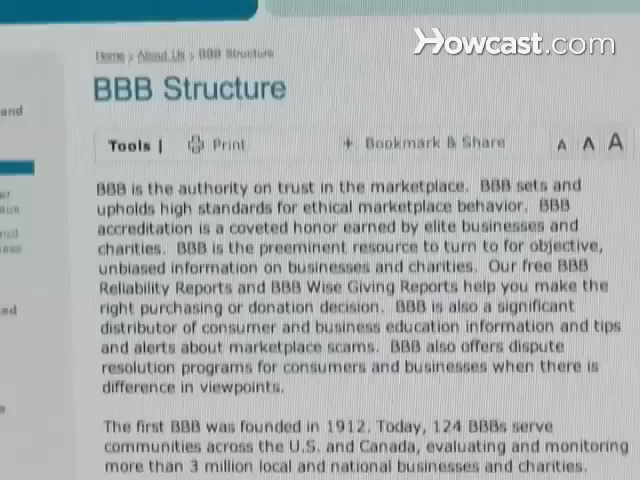 Howcast.com
Home > About Us > BBB Structure
BBB Structure
and
Tools | Print + Bookmark & Share A A A
BBB is the authority on trust in the marketplace. BBB sets and
upholds high standards for ethical marketplace behavior. BBB
accreditation is a coveted honor earned by elite businesses and
charities. BBB is the preeminent resource to turn to for objective,
unbiased information on businesses and charities. Our free BBB
Reliability Reports and BBB Wise Giving Reports help you make the
right purchasing or donation decision. BBB is also a significant
distributor of consumer and business education information and tips
and alerts about marketplace scams. BBB also offers dispute
resolution programs for consumers and businesses when there is
difference in viewpoints.
The first BBB was founded in 1912. Today, 124 BBBs serve
communities across the U.S. and Canada, evaluating and monitoring
more than 3 million local and national businesses and charities.